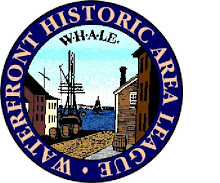 WATERFRONT HISTORIC AREA LEAGUE •
W·H·A·L·E·